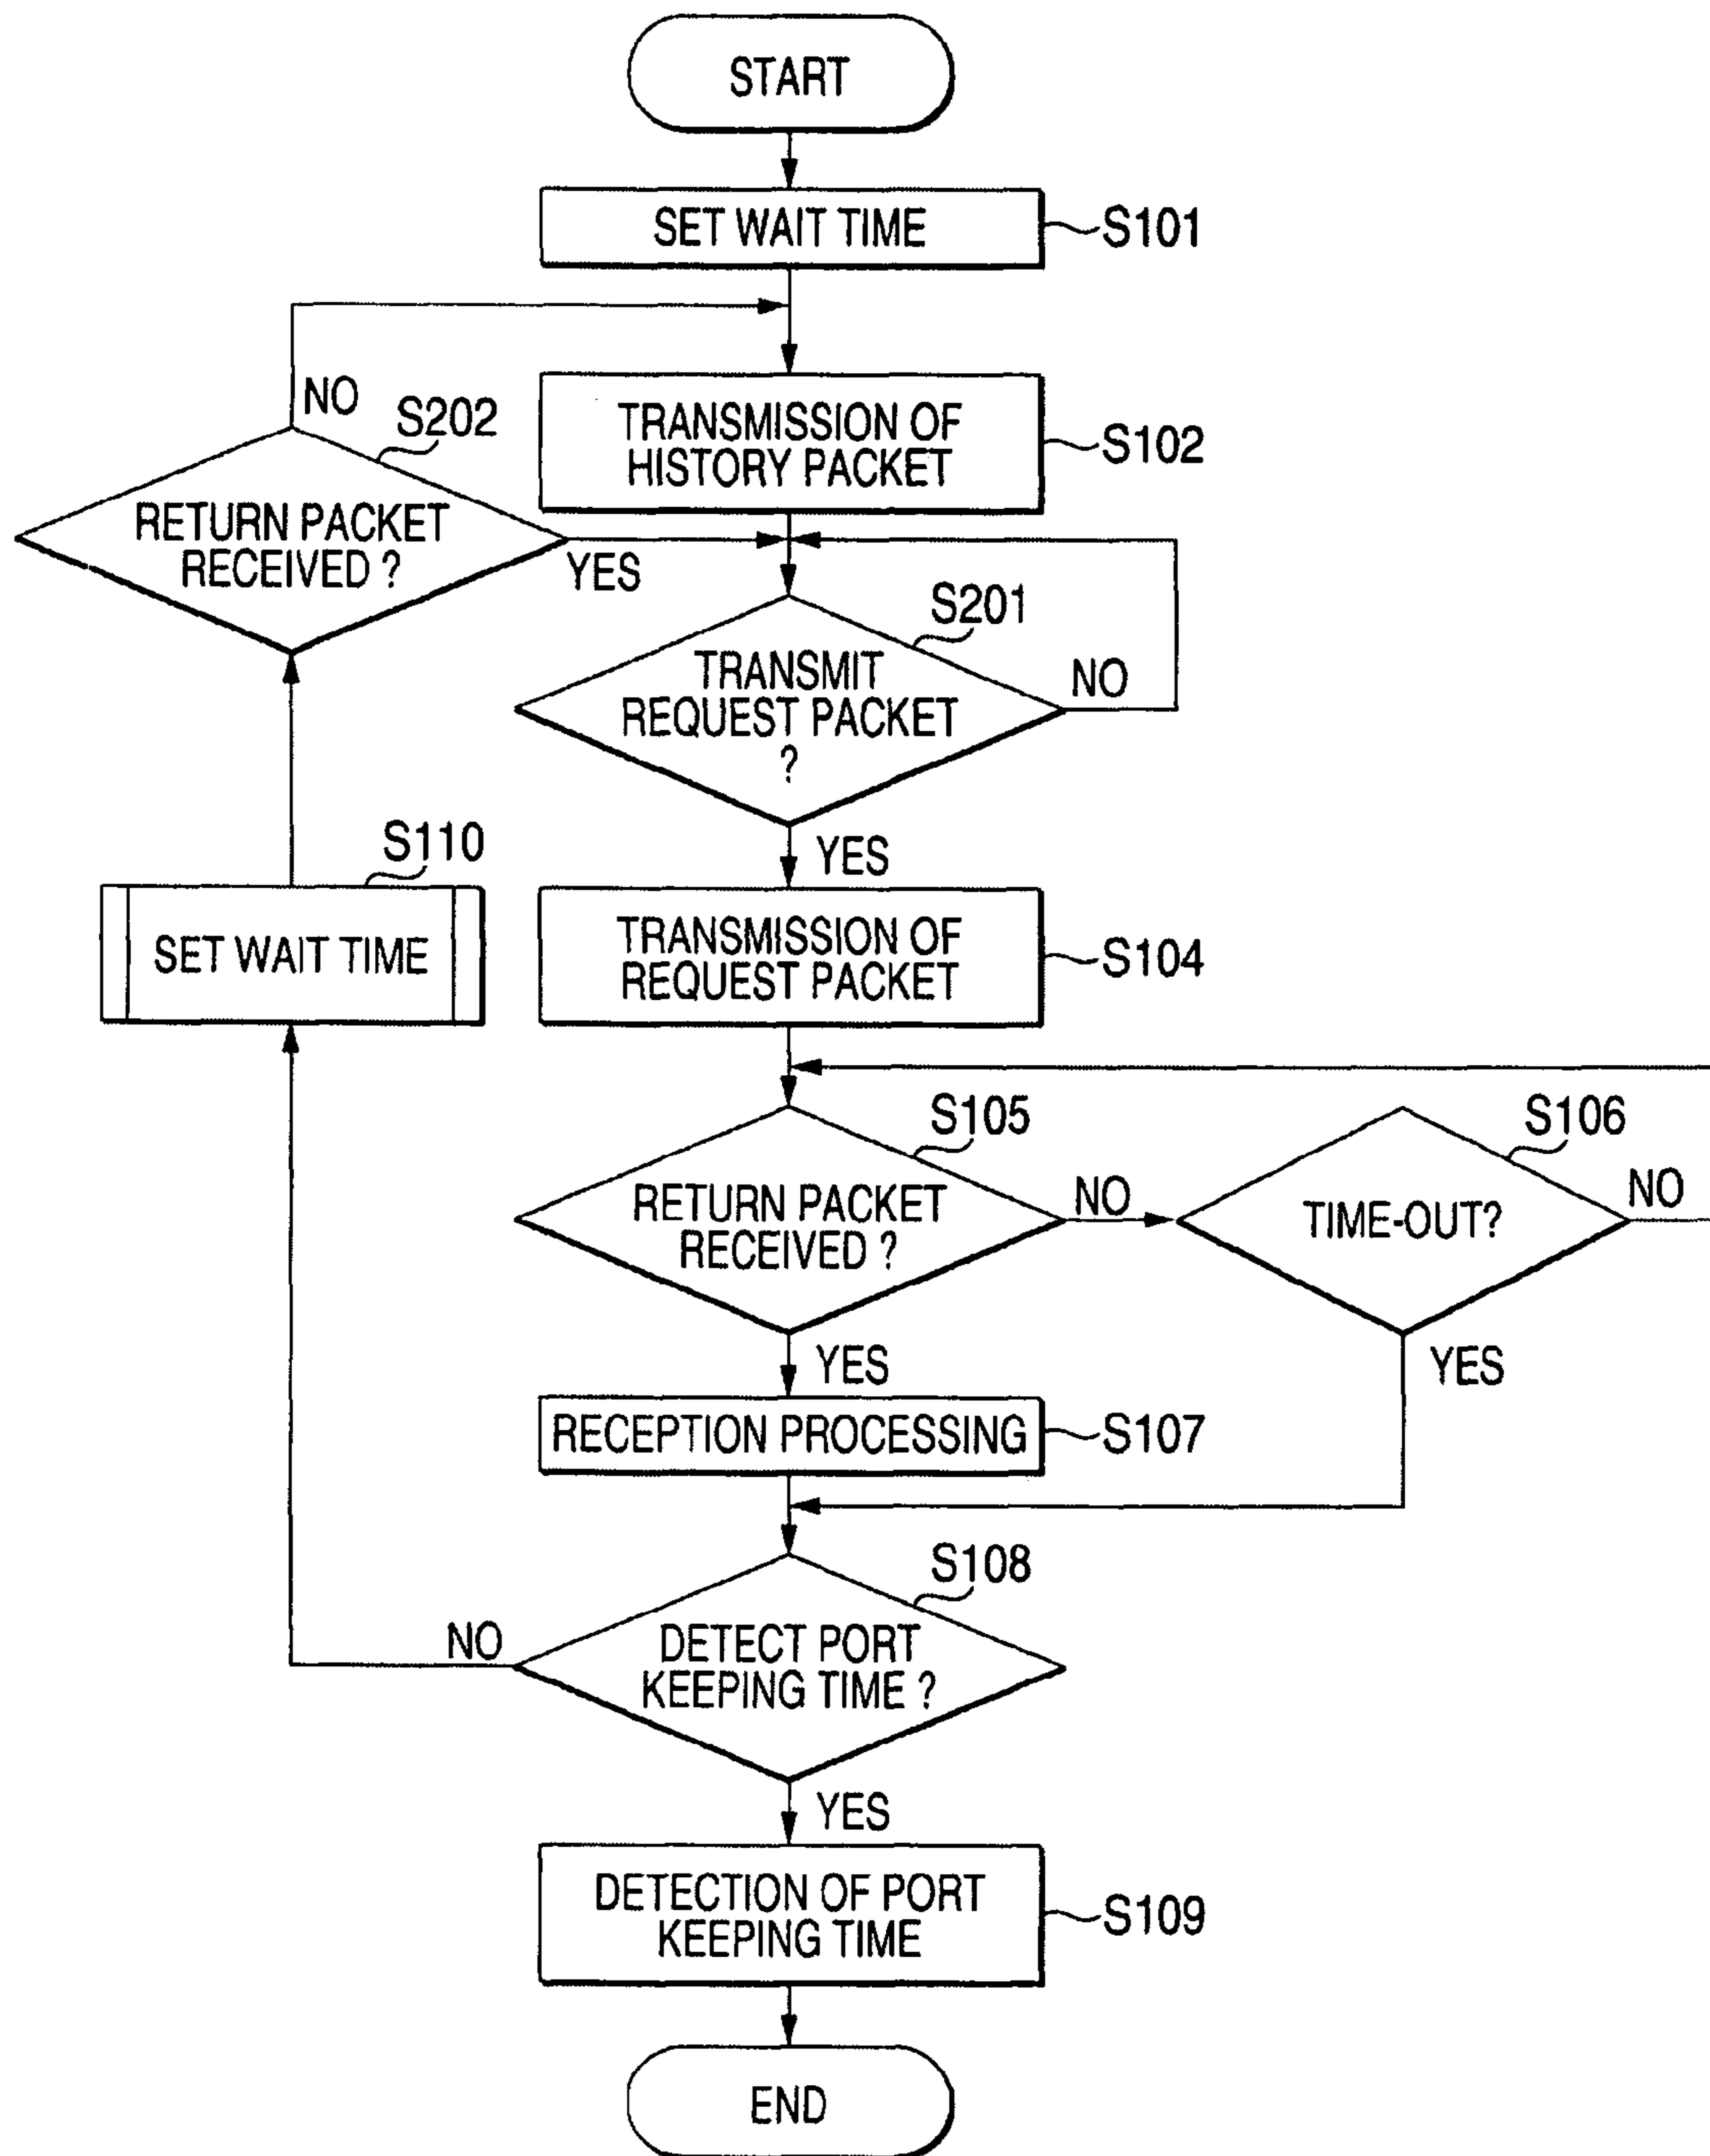 START
SET WAIT TIME
S101
NO
S202
TRANSMISSION OF
HISTORY PACKET
S102
RETURN PACKET
RECEIVED ?
YES
S201
TRANSMIT
REQUEST PACKET
?
NO
YES
S110
SET WAIT TIME
TRANSMISSION OF
REQUEST PACKET
S104
S105
RETURN PACKET
RECEIVED ?
NO
S106
TIME-OUT?
NO
YES
YES
RECEPTION PROCESSING
S107
S108
DETECT PORT
KEEPING TIME ?
NO
YES
DETECTION OF PORT
KEEPING TIME
S109
END